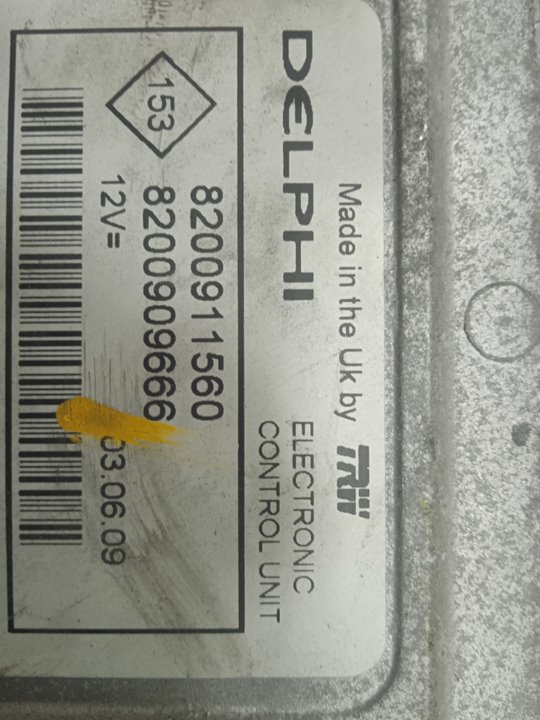 Made in the Uk by TRW
DELPHI
ELECTRONIC
CONTROL UNIT
8200911560
153
8200909666
12V=
03.06.09